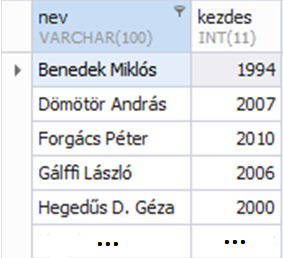 nev kezdes
VARCHAR(100) INT(11)
Benedek Miklós 1994
Dömötör András 2007
Forgács Péter 2010
Gálffi László 2006
Hegedűs D. Géza 2000
... ...